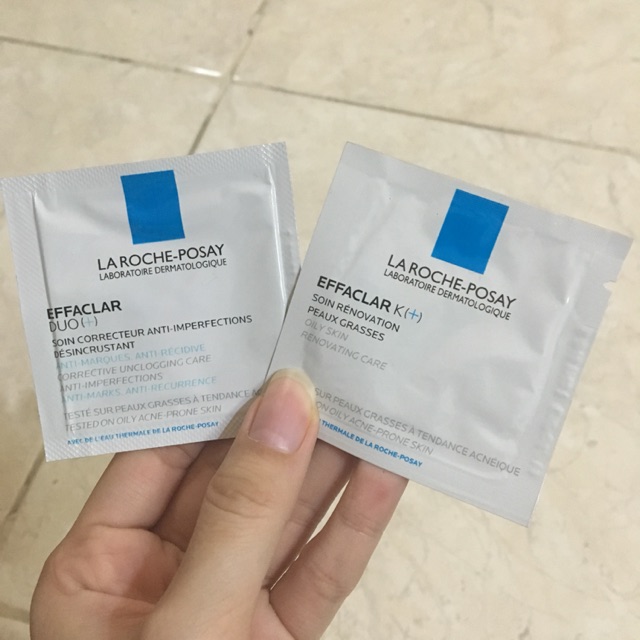 LA ROCHE-POSAY
LABORATOIRE DERMATOLOGIQUE
EFFACLAR
DUO(+)
SOIN CORRECTEUR ANTI-IMPERFECTIONS
DÉSINCRUSTANT
ANTI-MARQUES, ANTI-RÉCIDIVE
CORRECTIVE UNCLOGGING CARE
ANTI-IMPERFECTIONS
ANTI-MARKS, ANTI-RECURRENCE
TESTÉ SUR PEAUX GRASSES À TENDANCE
TESTED ON OILY ACNE-PRONE SKIN
AVEC DE L'EAU THERMALE DE LA ROCHE-POSAY
LA ROCHE-POSAY
LABORATOIRE DERMATOLOGIQUE
EFFACLAR K(+)
SOIN RÉNOVATION
PEAUX GRASSES
OILY SKIN
RENOVATING CARE
SUR PEAUX GRASSES À TENDANCE ACNÉIQUE
ON OILY ACNE-PRONE SKIN
THERMALE DE LA ROCHE-POSAY